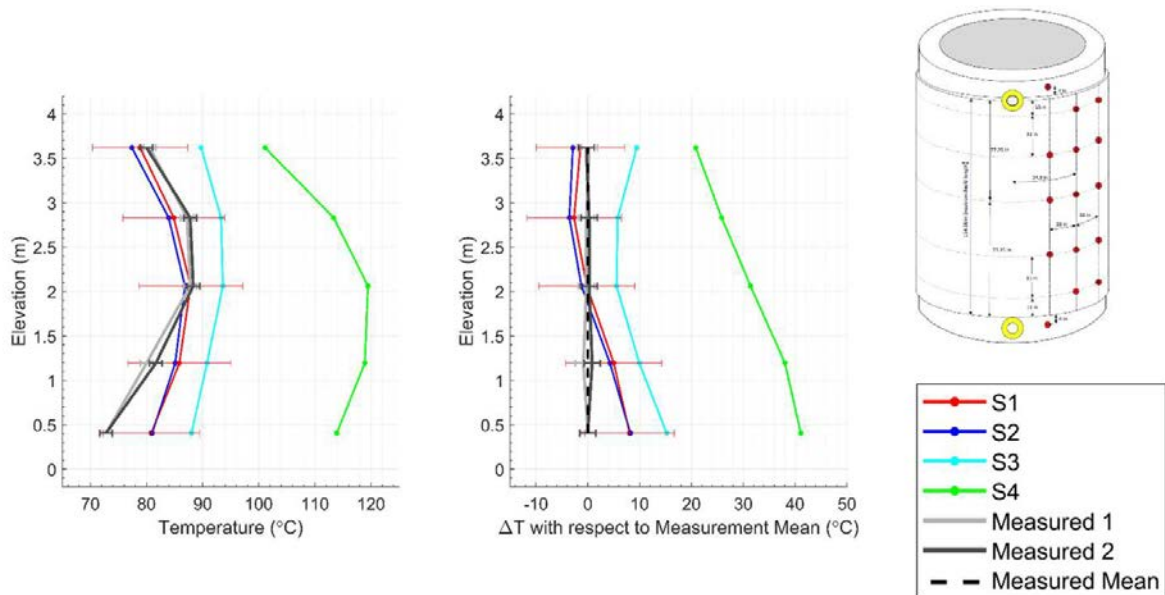 4
3.5
3
2.5
2
1.5
1
0.5
0
Elevation (m)
70 80 90 100 110 120
Temperature (°C)
4
3.5
3
2.5
2
1.5
1
0.5
0
Elevation (m)
-10 0 10 20 30 40 50
ΔT with respect to Measurement Mean (°C)
S1
S2
S3
S4
Measured 1
Measured 2
Measured Mean